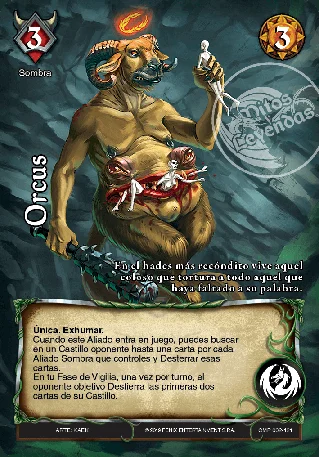 3
3
Sombra
Mitos y
Leyendas
Orcus
En el hades más recóndito vive aquel
coloso que tortura a todo aquel que
haya faltado a su palabra.
Única. Exhumar.
Cuando este Aliado entra en juego, puedes buscar
en un Castillo oponente hasta una carta por cada
Aliado Sombra que controles y Desterrar esas
cartas.
En tu Fase de Vigilia, una vez por turno, el
oponente objetivo Destierra las primeras dos
cartas de su Castillo.